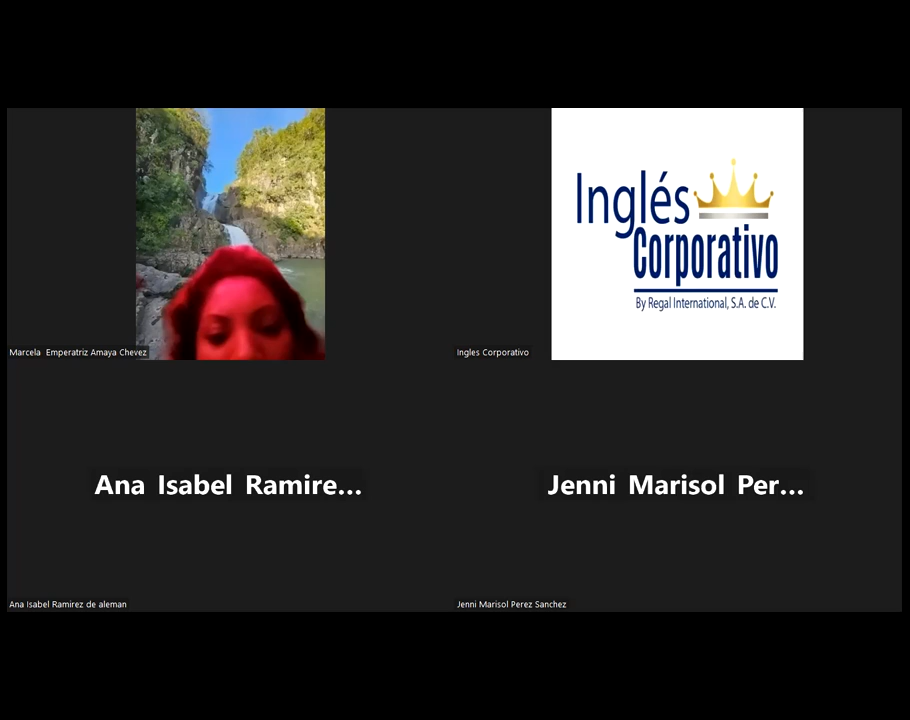 Inglés
Corporativo
By Regal International, S.A. de C.V.
Marcela Emperatriz Amaya Chevez
Ingles Corporativo
Ana Isabel Ramire...
Jenni Marisol Per...
Ana Isabel Ramirez de aleman
Jenni Marisol Perez Sanchez